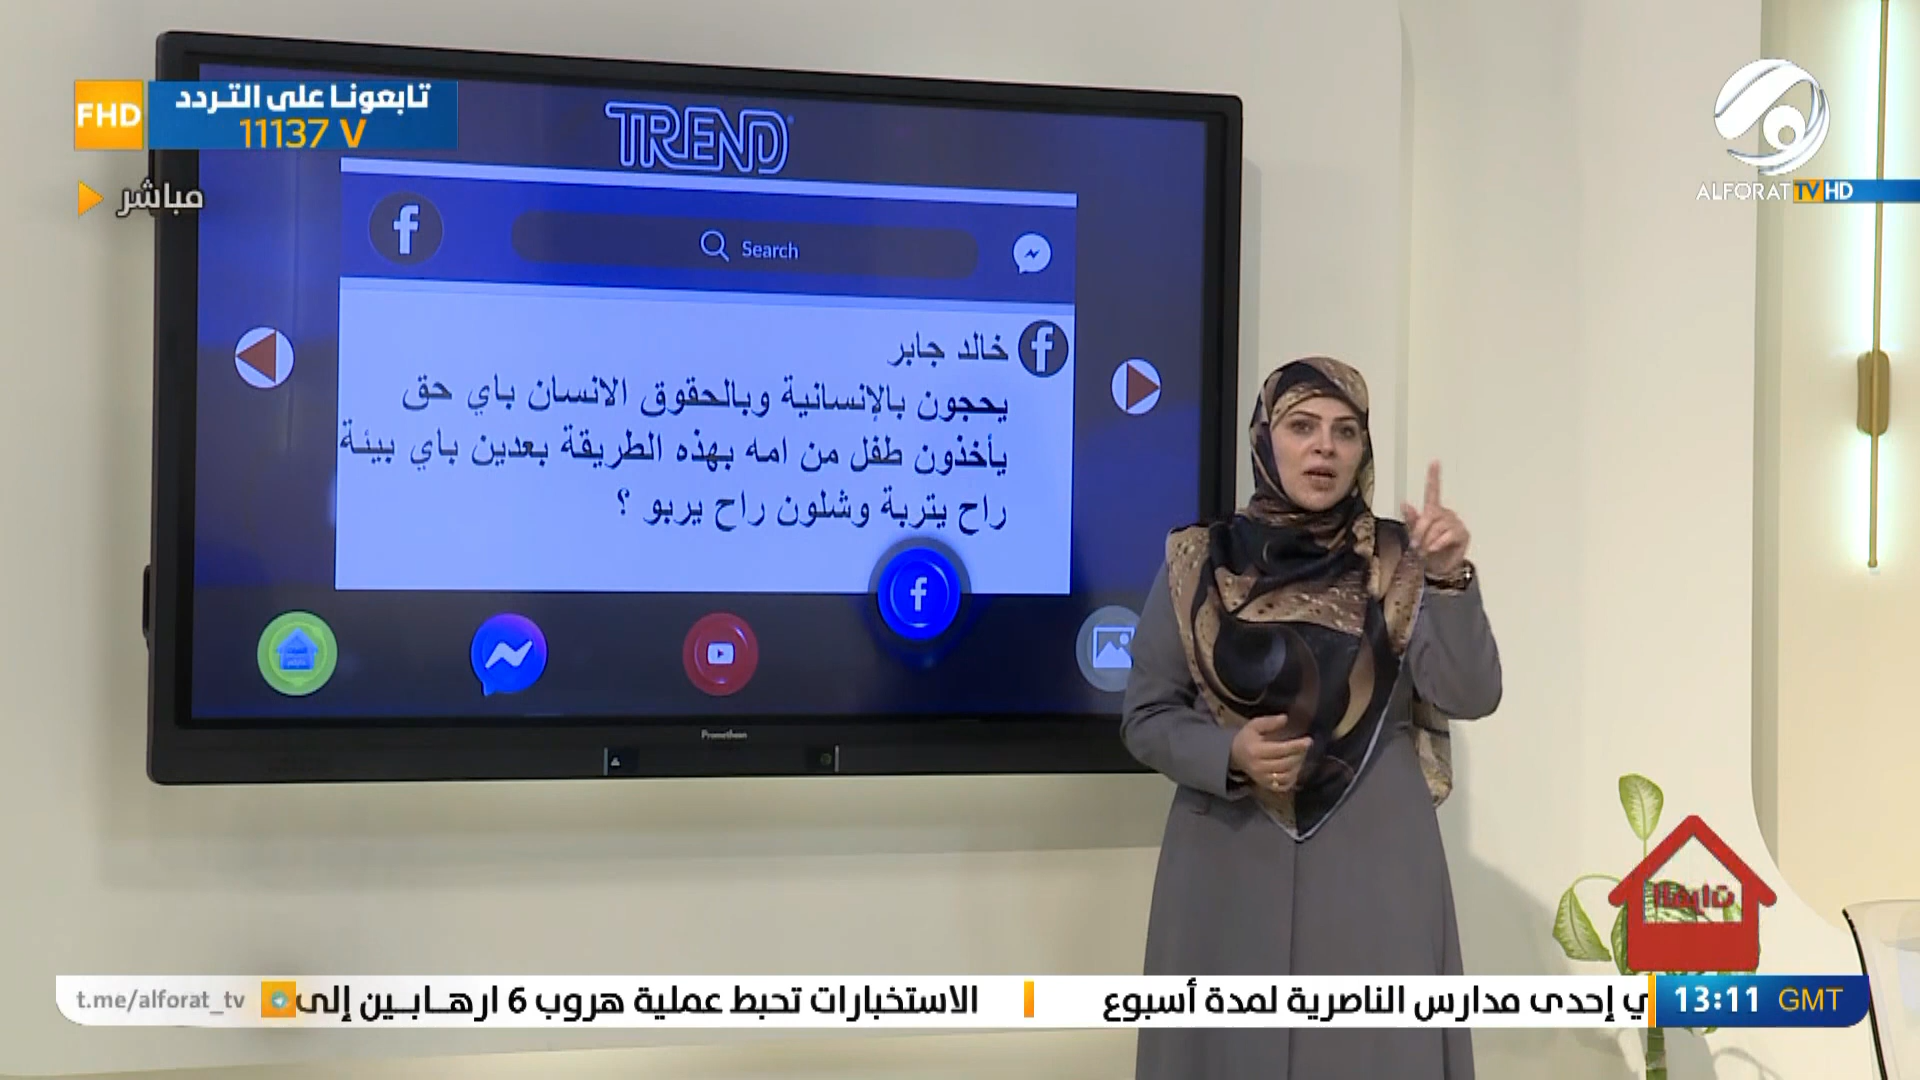 FHD
تابعونا على التردد
11137 V
مباشر
ALFORAT TV HD
TREND
Search
خالد جابر
يحجون بالإنسانية وبالحقوق الانسان باي حق
يأخذون طفل من امه بهذه الطريقة بعدين باي بيئة
راح يتربة وشلون راح يربو ؟
Promethean
ي إحدى مدارس الناصرية لمدة أسبوع
الاستخبارات تحبط عملية هروب 6 ارهـابـين إلى
t.me/alforat_tv
13:11 GMT